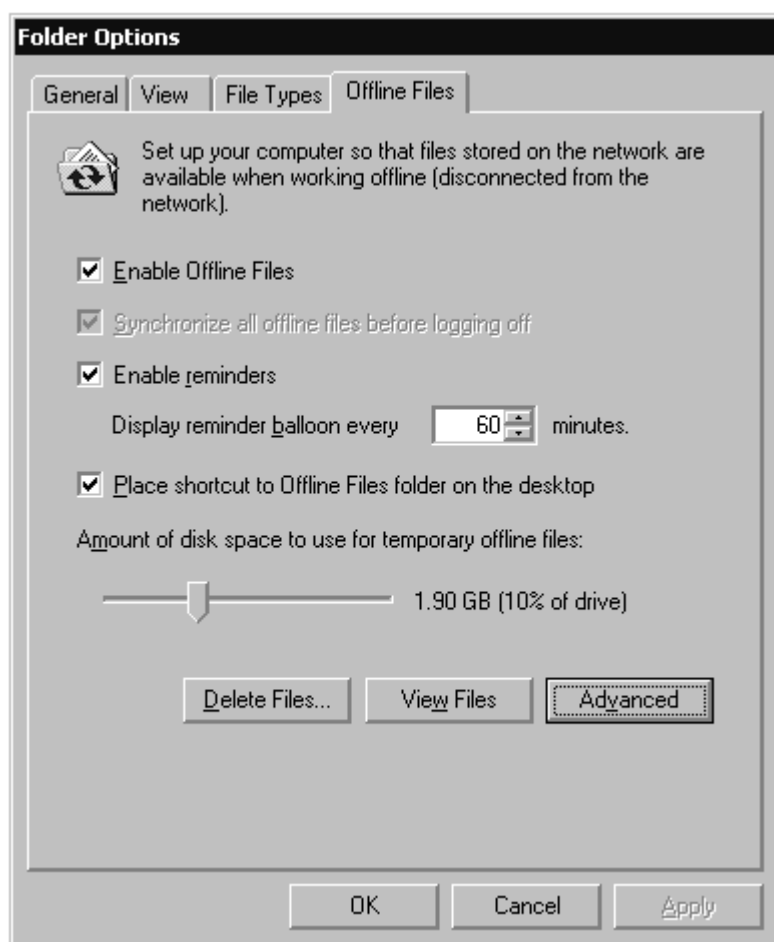 Folder Options
General View File Types Offline Files
Set up your computer so that files stored on the network are
available when working offline (disconnected from the
network).
Enable Offline Files
Synchronize all offline files before logging off
Enable reminders
Display reminder balloon every 60 minutes.
Place shortcut to Offline Files folder on the desktop
Amount of disk space to use for temporary offline files:
1.90 GB (10% of drive)
Delete Files... View Files Advanced
OK Cancel Apply